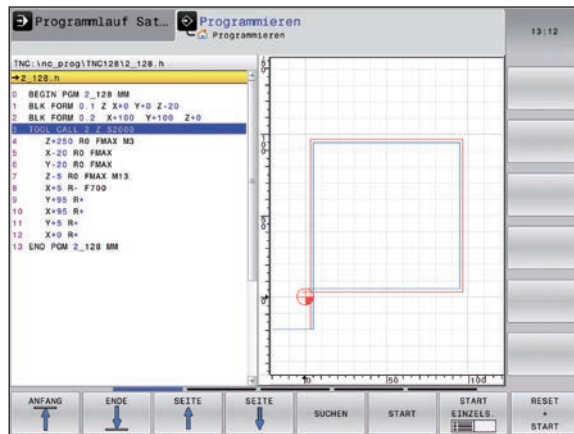 Programmlauf Sat...
Programmieren
Programmieren
13:12
TNC:\nc_prog\TNC128\2_128.h
→2_128.h
0 BEGIN PGM 2_128 MM
1 BLK FORM 0.1 Z X+0 Y+0 Z-20
2 BLK FORM 0.2 X+100 Y+100 Z+0
3 TOOL CALL 2 Z S2000
4 Z+250 R0 FMAX M3
5 X-20 R0 FMAX
6 Y-20 R0 FMAX
7 Z-5 R0 FMAX M13
8 X+5 R- F700
9 Y+95 R+
10 X+95 R+
11 Y+5 R+
12 X+0 R+
13 END PGM 2_128 MM
100
50
0
0
50
100
ANFANG
ENDE
SEITE
SEITE
SUCHEN
START
START
EINZELS.
RESET
+
START